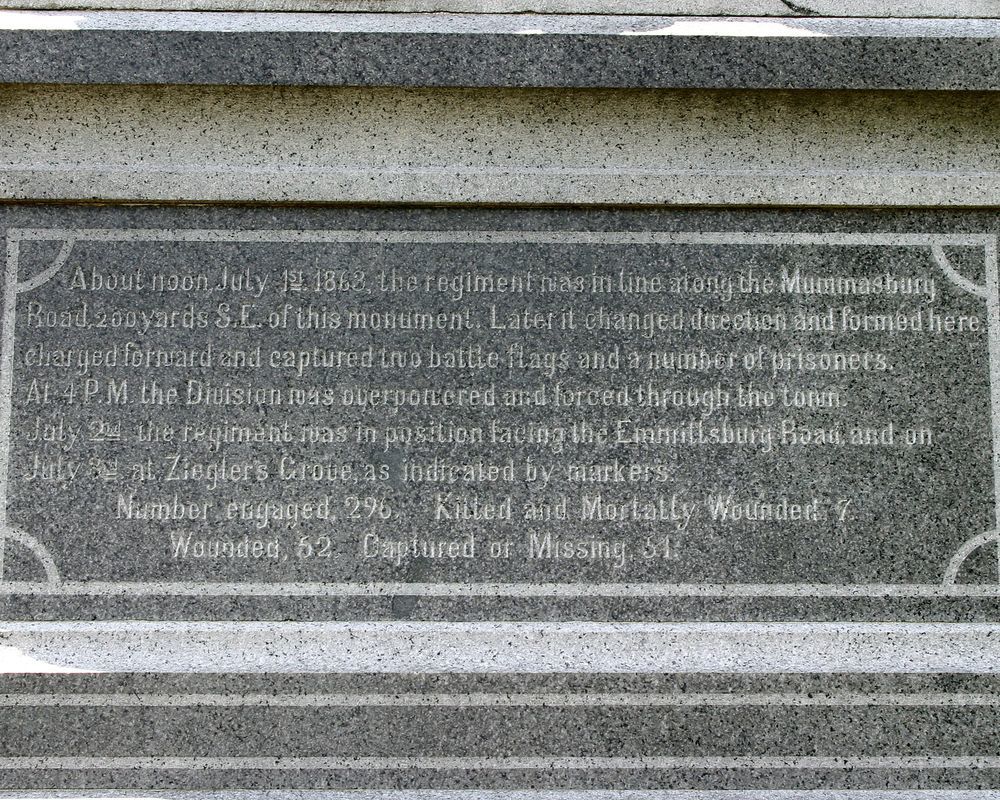 About noon, July 1st. 1863, the regiment was in line along the Mummasburg
Road, 200 yards S.E. of this monument. Later it changed direction and formed here,
charged forward and captured two battle flags and a number of prisoners.
At 4 P.M. the Division was overpowered and forced through the town.
July 2nd. the regiment was in position facing the Emmittsburg Road, and on
July 3rd at Zieglers Grove, as indicated by markers.
Number engaged, 296. Killed and Mortally Wounded, 7.
Wounded, 52. Captured or Missing, 51.